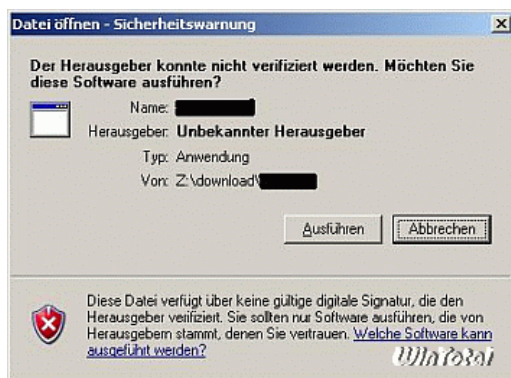 Datei öffnen - Sicherheitswarnung
Der Herausgeber konnte nicht verifiziert werden. Möchten Sie
diese Software ausführen?
Name:
Herausgeber: Unbekannter Herausgeber
Typ: Anwendung
Von: Z:\download\
Ausführen Abbrechen
Diese Datei verfügt über keine gültige digitale Signatur, die den
Herausgeber verifiziert. Sie sollten nur Software ausführen, die von
Herausgebern stammt, denen Sie vertrauen. Welche Software kann
ausgeführt werden?
WinTotal